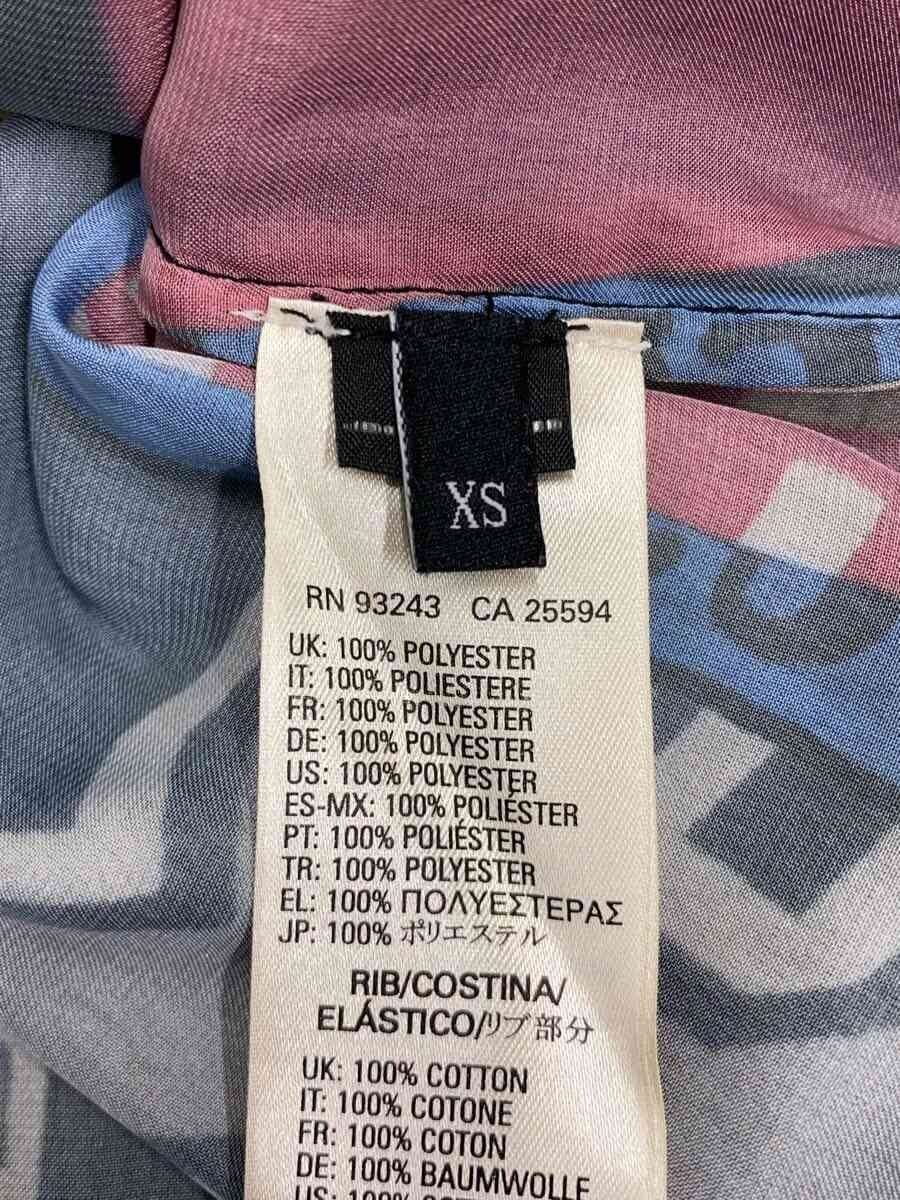 XS
RN 93243 CA 25594
UK: 100% POLYESTER
IT: 100% POLIESTERE
FR: 100% POLYESTER
DE: 100% POLYESTER
US: 100% POLYESTER
ES-MX: 100% POLIÉSTER
PT: 100% POLIÉSTER
TR: 100% POLYESTER
EL: 100% ΠΟΛΥΕΣΤΕΡΑΣ
JP: 100% ポリエステル
RIB/COSTINA/
ELÁSTICO/リブ部分
UK: 100% COTTON
IT: 100% COTONE
FR: 100% COTON
DE: 100% BAUMWOLLE
US: 100%